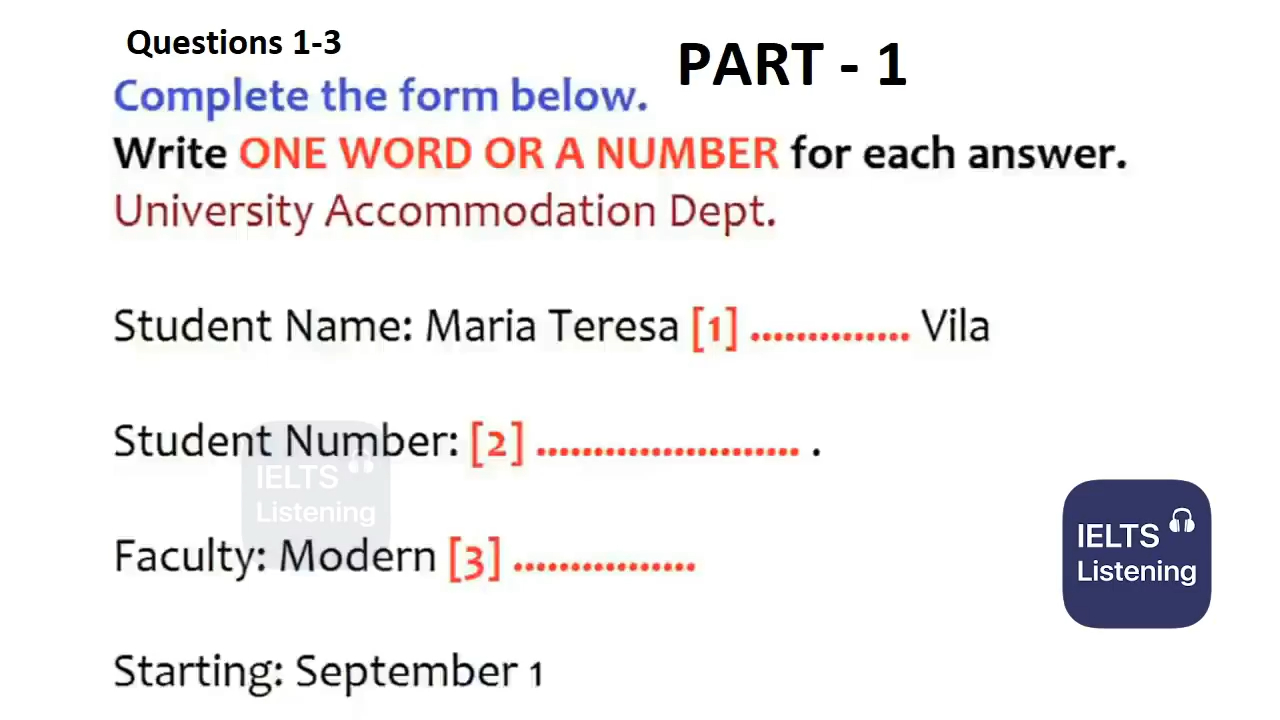 Questions 1-3
PART - 1
Complete the form below.
Write ONE WORD OR A NUMBER for each answer.
University Accommodation Dept.
Student Name: Maria Teresa [1] .............. Vila
Student Number: [2] ....................... .
IELTS
Listening
Faculty: Modern [3] ................
IELTS
Listening
Starting: September 1